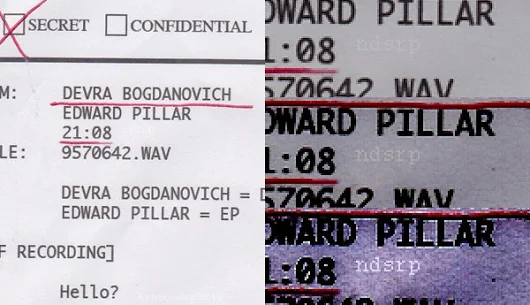 SECRET CONFIDENTIAL
M: DEVRA BOGDANOVICH
EDWARD PILLAR
21:08
LE: 9570642.WAV
DEVRA BOGDANOVICH =
EDWARD PILLAR = EP
F RECORDING]
Hello?
DWARD PILLAR
1:08
ndsrp
570642.WAV
DWARD PILLAR
1:08
ndsrp
570642.WAV
DWARD PILLAR
1:08
ndsrp